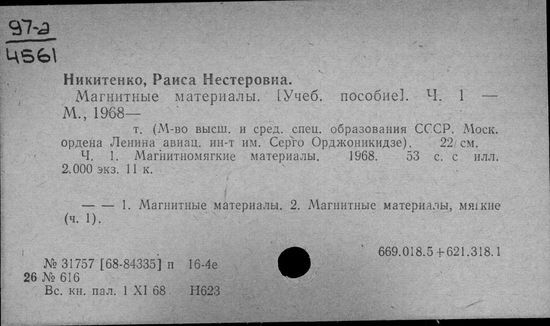 97-a
4561
Никитенко, Раиса Нестеровна.
Магнитные материалы. [Учеб. пособие]. Ч. 1 —
М., 1968—
т. (М-во высш. и сред. спец. образования СССР. Моск.
ордена Ленина авиац. ин-т им. Серго Орджоникидзе). 22 см.
Ч. 1. Магнитномягкие материалы. 1968. 53 с. с илл.
2.000 экз. 11 к.
— — 1. Магнитные материалы. 2. Магнитные материалы, мягкие
(ч. 1).
669.018.5+621.318.1
№ 31757 [68-84335] п 16-4е
26 № 616
Вс. кн. пал. 1 XI 68 Н623